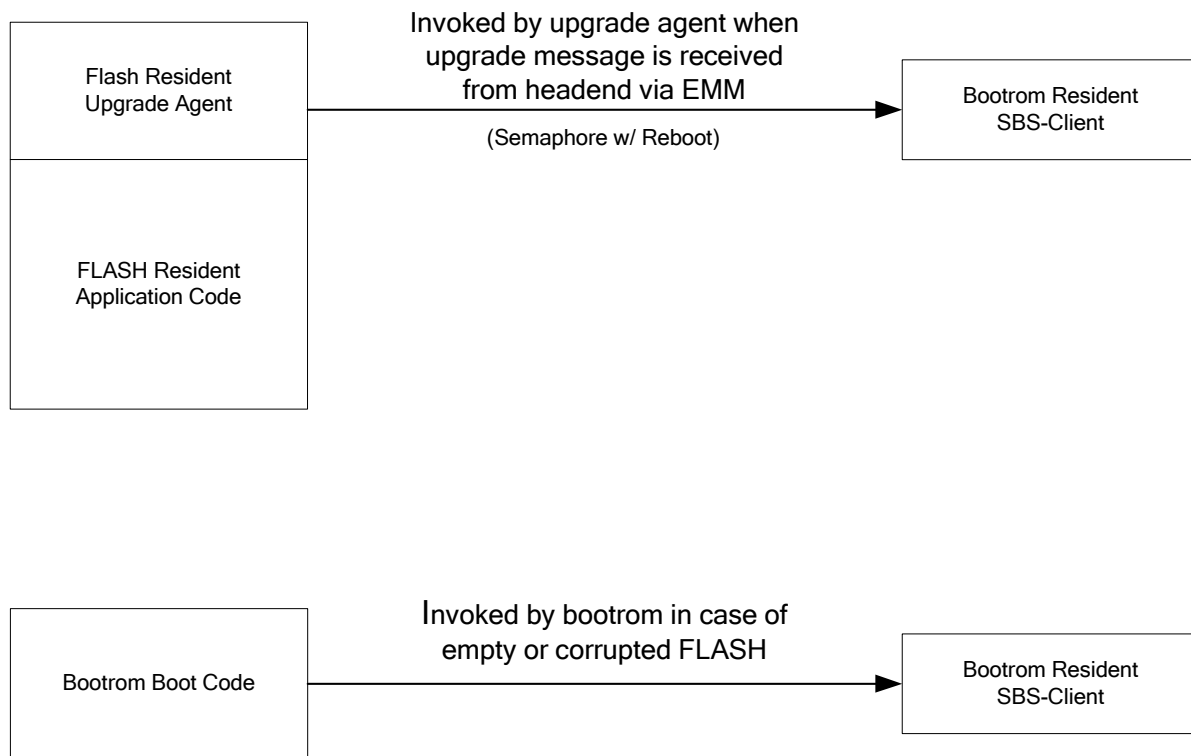 Flash Resident
Upgrade Agent
Invoked by upgrade agent when
upgrade message is received
from headend via EMM
(Semaphore w/ Reboot)
Bootrom Resident
SBS-Client
FLASH Resident
Application Code
Bootrom Boot Code
Invoked by bootrom in case of
empty or corrupted FLASH
Bootrom Resident
SBS-Client